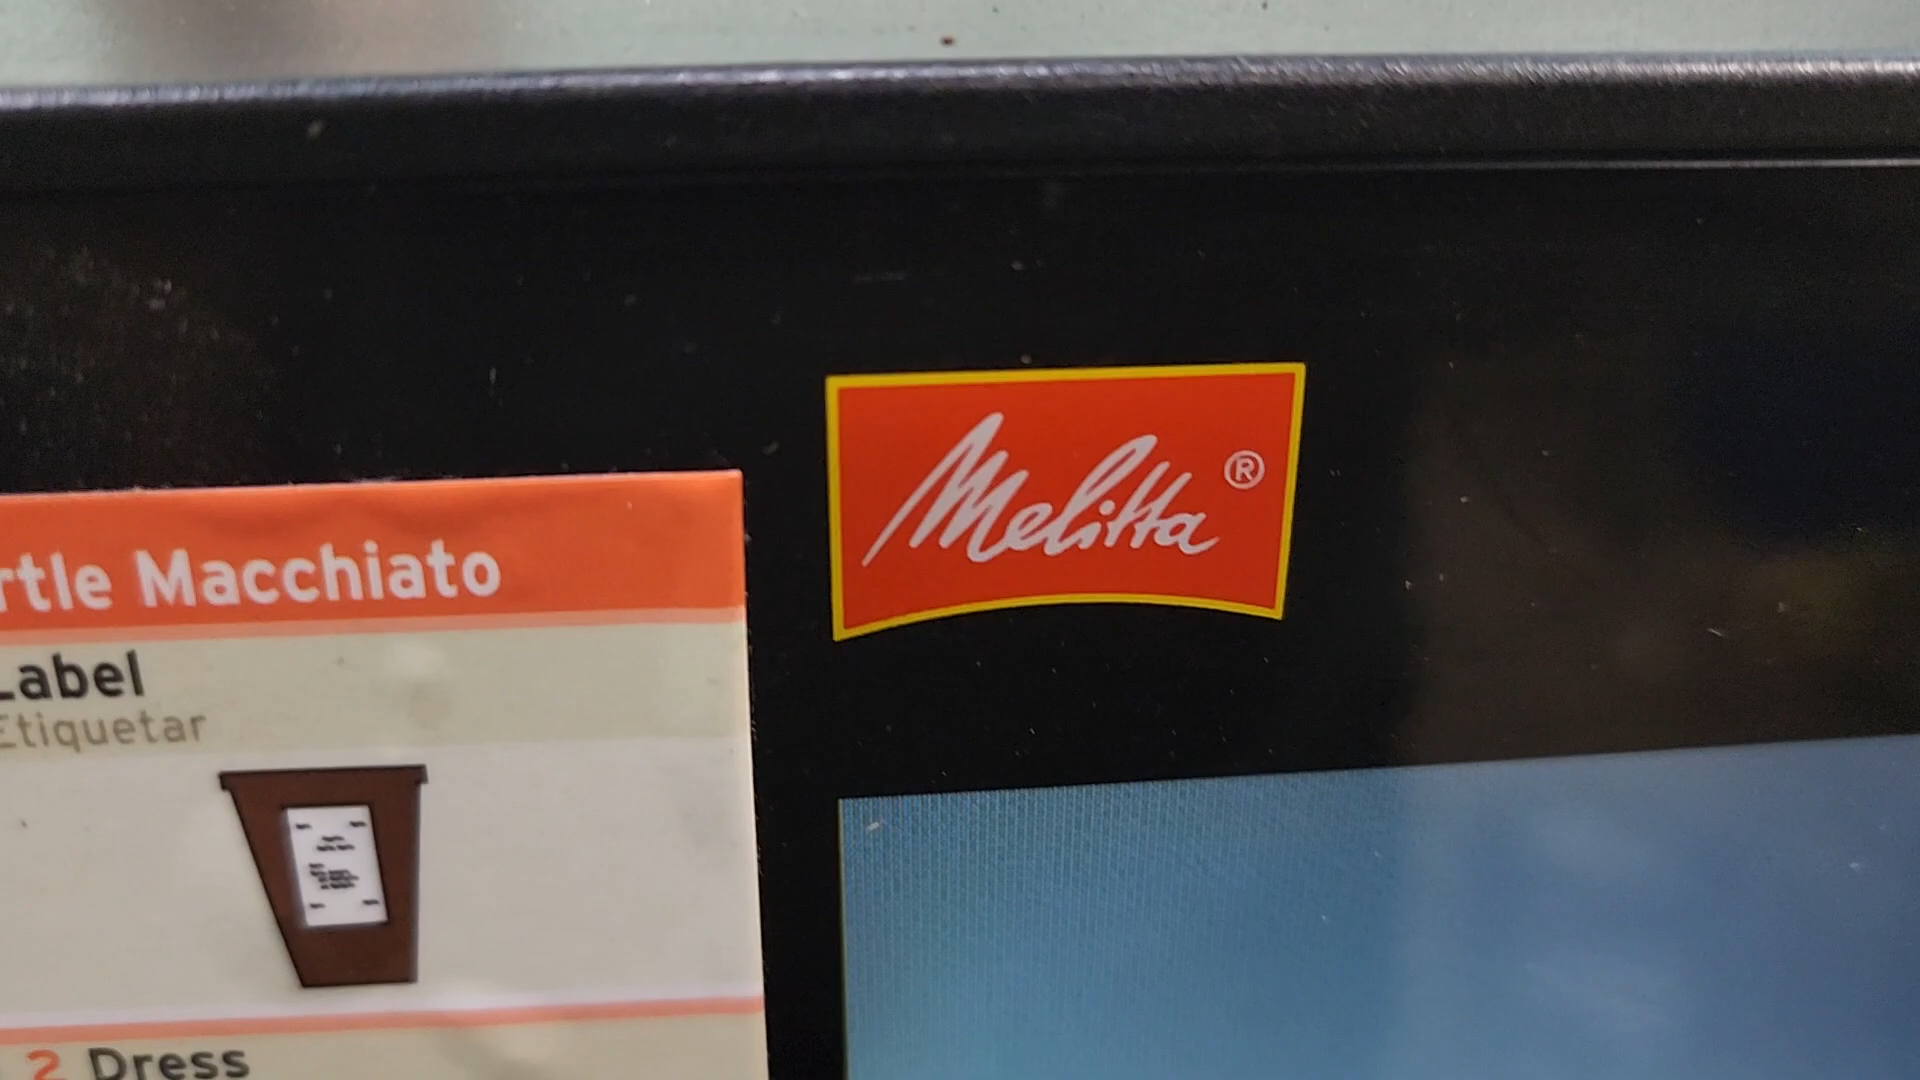 Melitta®
rtle Macchiato
Label
Etiquetar
2 Dress